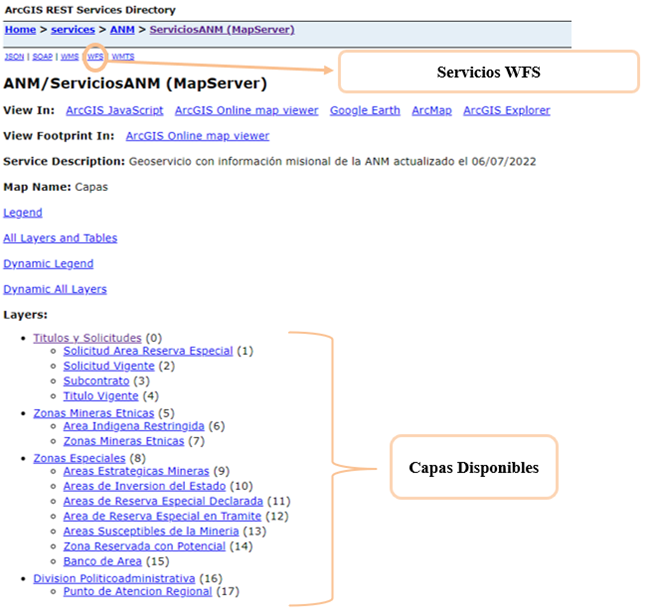 ArcGIS REST Services Directory
Home > services > ANM > ServiciosANM (MapServer)
JSON | SOAP | WMS | WFS | WMTS
Servicios WFS
ANM/ServiciosANM (MapServer)
View In: ArcGIS JavaScript ArcGIS Online map viewer Google Earth ArcMap ArcGIS Explorer
View Footprint In: ArcGIS Online map viewer
Service Description: Geoservicio con información misional de la ANM actualizado el 06/07/2022
Map Name: Capas
Legend
All Layers and Tables
Dynamic Legend
Dynamic All Layers
Layers:
• Titulos y Solicitudes (0)
Solicitud Area Reserva Especial (1)
Solicitud Vigente (2)
Subcontrato (3)
Titulo Vigente (4)
• Zonas Mineras Etnicas (5)
Area Indigena Restringida (6)
Zonas Mineras Etnicas (7)
• Zonas Especiales (8)
Areas Estrategicas Mineras (9)
Areas de Inversion del Estado (10)
Areas de Reserva Especial Declarada (11)
Area de Reserva Especial en Tramite (12)
Areas Susceptibles de la Mineria (13)
Zona Reservada con Potencial (14)
Banco de Area (15)
• Division Politicoadministrativa (16)
Punto de Atencion Regional (17)
Capas Disponibles